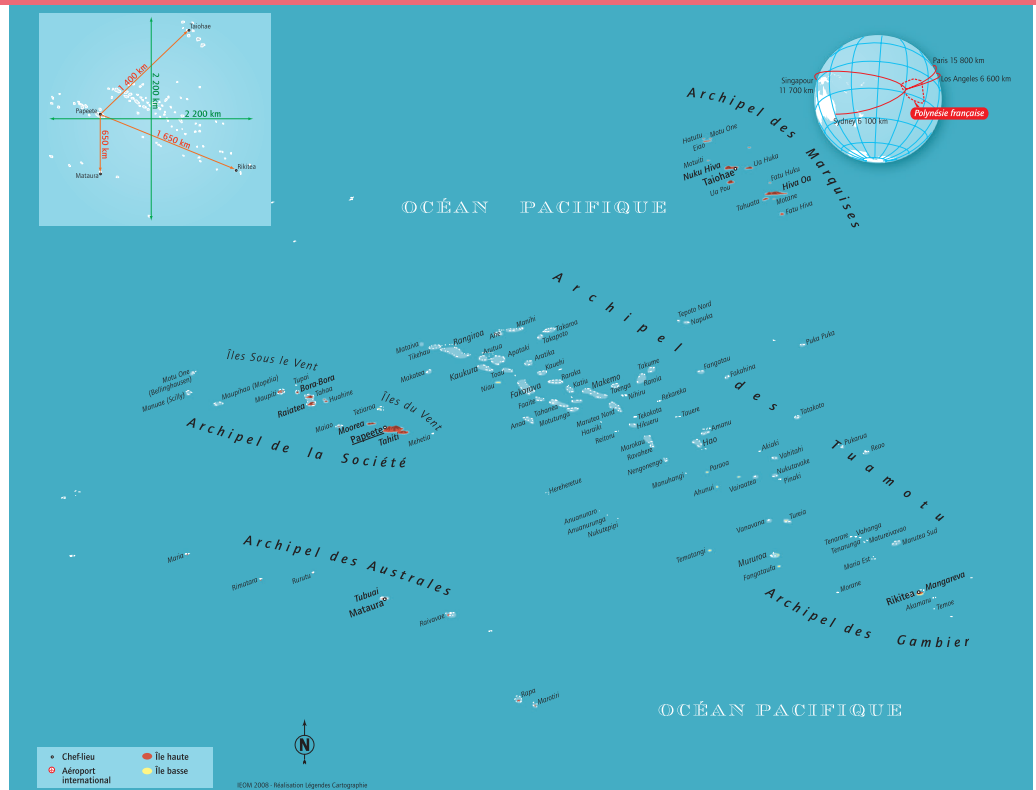 Taiohae
1 400 km
2 200 km
2 200 km
Papeete
1 650 km
650 km
Mataura
Rikitea
Paris 15 800 km
Los Angeles 6 600 km
Singapour
11 700 km
Sydney 6 100 km
Polynésie française
Archipel des Marquises
Hatutu
Motu One
Eiao
Matuiti
Nuku Hiva
Ua Huka
Taiohae
Ua Pou
Fatu Huku
Hiva Oa
Tahuata
Motane
Fatu Hiva
OCÉAN PACIFIQUE
Archipel des Tuamotu
Tepoto Nord
Napuka
Puka Puka
Mataiva
Tikehau
Rangiroa
Ahe
Manihi
Takaroa
Takapoto
Arutua
Apataki
Aratika
Kaukura
Toau
Kauehi
Niau
Fakarava
Raraka
Katiu
Makemo
Taenga
Takume
Raroia
Nihiru
Fangatau
Fakahina
Rekareka
Makatea
Faaite
Tahanea
Motutunga
Anaa
Marutea Nord
Haraiki
Reitoru
Tekokota
Hikueru
Tauere
Marokau
Ravahere
Amanu
Hao
Tatakoto
Nengonengo
Manuhangi
Paraoa
Akiaki
Vahitahi
Nukutavake
Pinaki
Vairaatea
Ahunui
Pukarua
Reao
Hereheretue
Anuanuraro
Anuanurunga
Nukutepipi
Vanavana
Tureia
Tematangi
Mururoa
Fangataufa
Tenararo
Vahanga
Tenarunga
Matureivavao
Marutea Sud
Maria Est
Morane
Rikitea
Mangareva
Akamaru
Temoe
Archipel des Gambier
Îles Sous le Vent
Motu One
(Bellinghausen)
Manuae (Scilly)
Maupihaa (Mopelia)
Maupiti
Tupai
Bora-Bora
Tahaa
Huahine
Raiatea
Îles du Vent
Maiao
Tetiaroa
Moorea
Papeete
Tahiti
Mehetia
Archipel de la Société
Archipel des Australes
Maria
Rimatara
Rurutu
Tubuai
Mataura
Raivavae
Rapa
Marotiri
OCÉAN PACIFIQUE
N
Chef-lieu
Île haute
Aéroport
international
Île basse
IEOM 2008 - Réalisation Légendes Cartographie